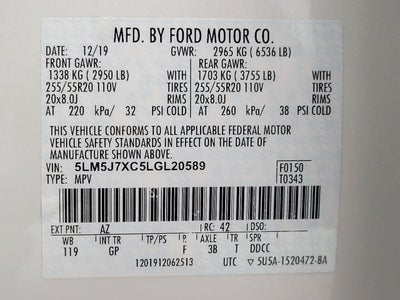 MFD. BY FORD MOTOR CO.
DATE: 12/19 GVWR: 2965 KG ( 6536 LB)
FRONT GAWR: REAR GAWR:
1338 KG ( 2950 LB) WITH 1703 KG ( 3755 LB) WITH
255/55R20 110V TIRES 255/55R20 110V TIRES
20x8.0J RIMS 20x8.0J RIMS
AT 220 kPa/ 32 PSI COLD AT 260 kPa/ 38 PSI COLD
THIS VEHICLE CONFORMS TO ALL APPLICABLE FEDERAL MOTOR
VEHICLE SAFETY STANDARDS IN EFFECT ON THE DATE OF
MANUFACTURE SHOWN ABOVE.
VIN: 5LM5J7XC5LGL20589 F0150
TYPE: MPV T0343
EXT PNT: AZ RC: 42 DSO:
WB INT TR TP/PS R AXLE TR SPR
119 GP F 3B T DDCC
1201912062513 UTC 5U5A-1520472-BA